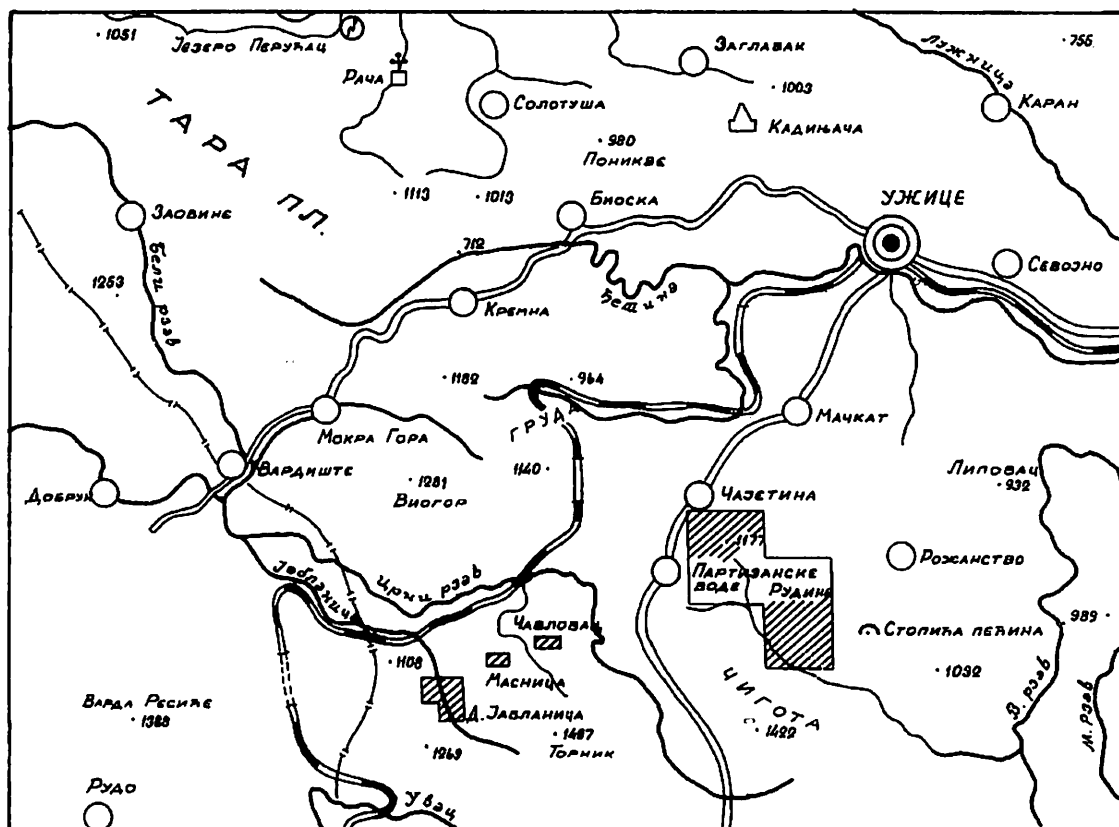 1051
Језеро Перућац
Рача
Солотуша
Заглавак
1003
Кадињача
Лужница
755
Каран
ТАРА ПЛ.
980
Поникве
1113
1013
Биоска
УЖИЦЕ
Севојно
Заовине
Бели рзав
1253
712
Кремна
Ђетиња
1182
964
ГРУДА
Мачкат
Мокра Гора
Вардиште
Добрун
1281
Виогор
1140
Липовац
932
Чајетина
1177
Партизанске
воде
Рудине
Рожанство
Јабланица
Црни рзав
Чавловац
Масница
1108
Д. Јабланица
Стопића пећина
989
1032
ЧИГОТА
1422
В. рзав
М. рзав
Варда Ресиње
1388
1269
1487
Торник
Рудо
Увац